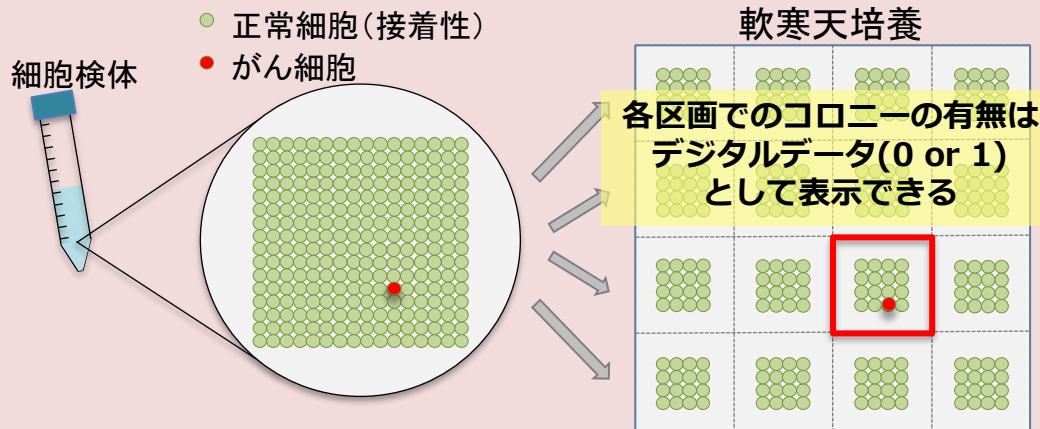 正常細胞(接着性)
がん細胞
細胞検体
軟寒天培養
各区画でのコロニーの有無は
デジタルデータ(0 or 1)
として表示できる